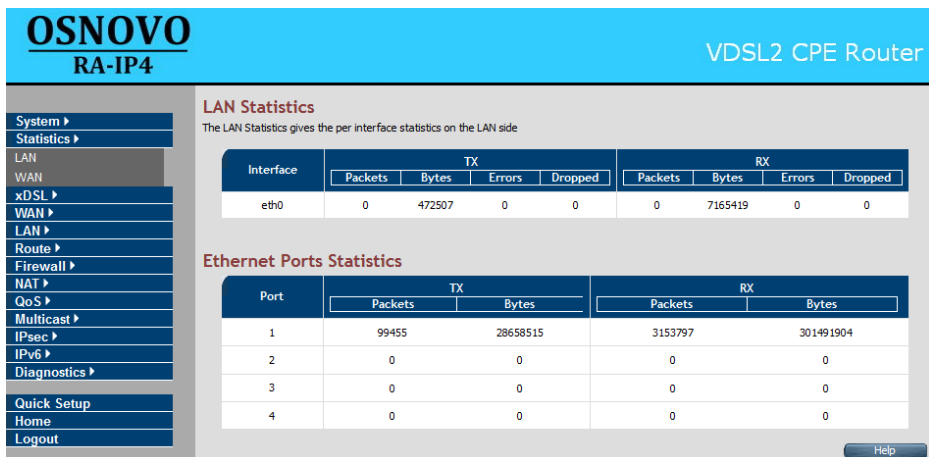 OSNOVO
RA-IP4
VDSL2 CPE Router
System
Statistics
LAN
WAN
xDSL
WAN
LAN
Route
Firewall
NAT
QoS
Multicast
IPsec
IPv6
Diagnostics
Quick Setup
Home
Logout
LAN Statistics
The LAN Statistics gives the per interface statistics on the LAN side
Interface TX RX
Packets Bytes Errors Dropped Packets Bytes Errors Dropped
eth0 0 472507 0 0 0 7165419 0 0
Ethernet Ports Statistics
Port TX RX
Packets Bytes Packets Bytes
1 99455 28658515 3153797 301491904
2 0 0 0 0
3 0 0 0 0
4 0 0 0 0
Help